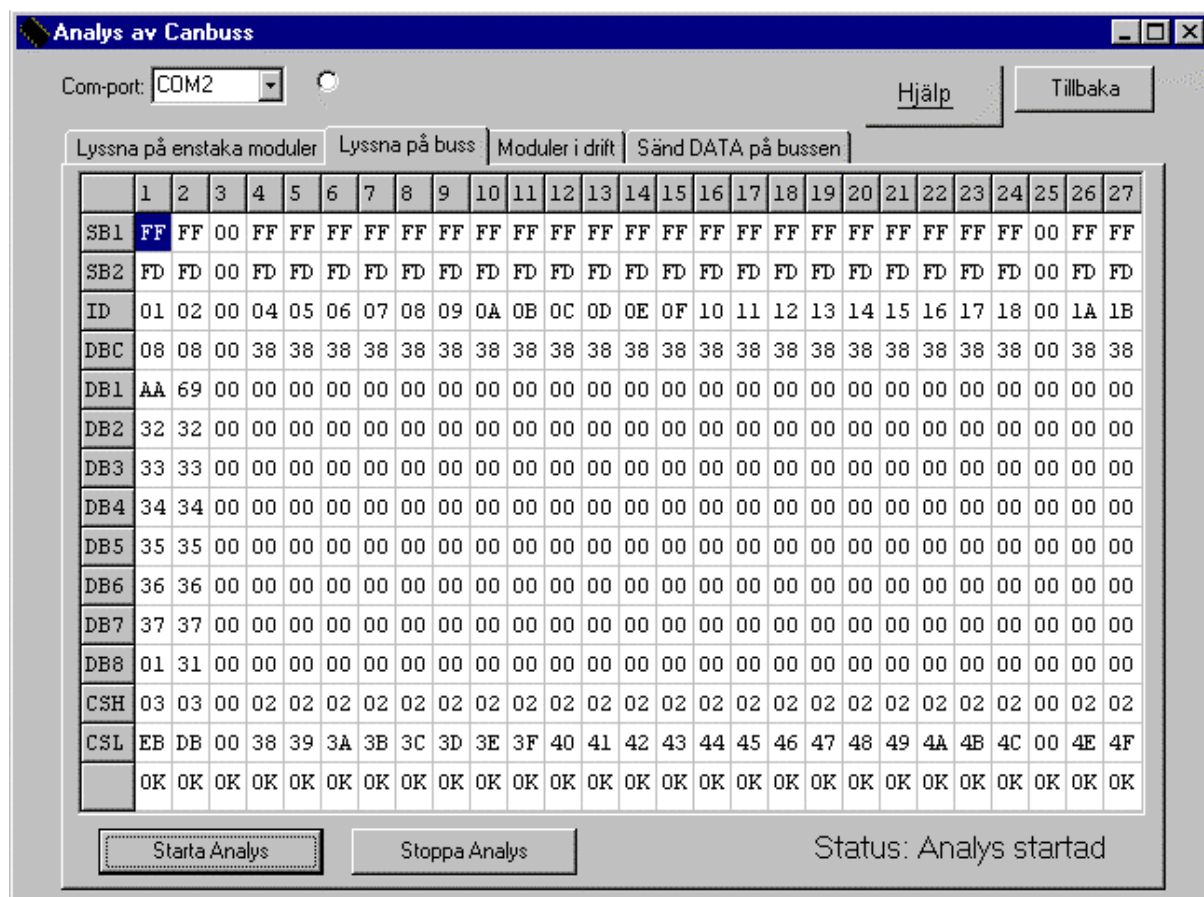 Analys av Canbuss
Com-port: COM2 Hjälp Tillbaka
Lyssna på enstaka moduler Lyssna på buss Moduler i drift Sänd DATA på bussen
1 2 3 4 5 6 7 8 9 10 11 12 13 14 15 16 17 18 19 20 21 22 23 24 25 26 27
SB1 FF FF 00 FF FF FF FF FF FF FF FF FF FF FF FF FF FF FF FF FF FF FF FF FF 00 FF FF
SB2 FD FD 00 FD FD FD FD FD FD FD FD FD FD FD FD FD FD FD FD FD FD FD FD FD 00 FD FD
ID 01 02 00 04 05 06 07 08 09 0A 0B 0C 0D 0E 0F 10 11 12 13 14 15 16 17 18 00 1A 1B
DBC 08 08 00 38 38 38 38 38 38 38 38 38 38 38 38 38 38 38 38 38 38 38 38 38 00 38 38
DB1 AA 69 00 00 00 00 00 00 00 00 00 00 00 00 00 00 00 00 00 00 00 00 00 00 00 00 00
DB2 32 32 00 00 00 00 00 00 00 00 00 00 00 00 00 00 00 00 00 00 00 00 00 00 00 00 00
DB3 33 33 00 00 00 00 00 00 00 00 00 00 00 00 00 00 00 00 00 00 00 00 00 00 00 00 00
DB4 34 34 00 00 00 00 00 00 00 00 00 00 00 00 00 00 00 00 00 00 00 00 00 00 00 00 00
DB5 35 35 00 00 00 00 00 00 00 00 00 00 00 00 00 00 00 00 00 00 00 00 00 00 00 00 00
DB6 36 36 00 00 00 00 00 00 00 00 00 00 00 00 00 00 00 00 00 00 00 00 00 00 00 00 00
DB7 37 37 00 00 00 00 00 00 00 00 00 00 00 00 00 00 00 00 00 00 00 00 00 00 00 00 00
DB8 01 31 00 00 00 00 00 00 00 00 00 00 00 00 00 00 00 00 00 00 00 00 00 00 00 00 00
CSH 03 03 00 02 02 02 02 02 02 02 02 02 02 02 02 02 02 02 02 02 02 02 02 02 00 02 02
CSL EB DB 00 38 39 3A 3B 3C 3D 3E 3F 40 41 42 43 44 45 46 47 48 49 4A 4B 4C 00 4E 4F
OK OK OK OK OK OK OK OK OK OK OK OK OK OK OK OK OK OK OK OK OK OK OK OK OK OK OK
Starta Analys Stoppa Analys Status: Analys startad